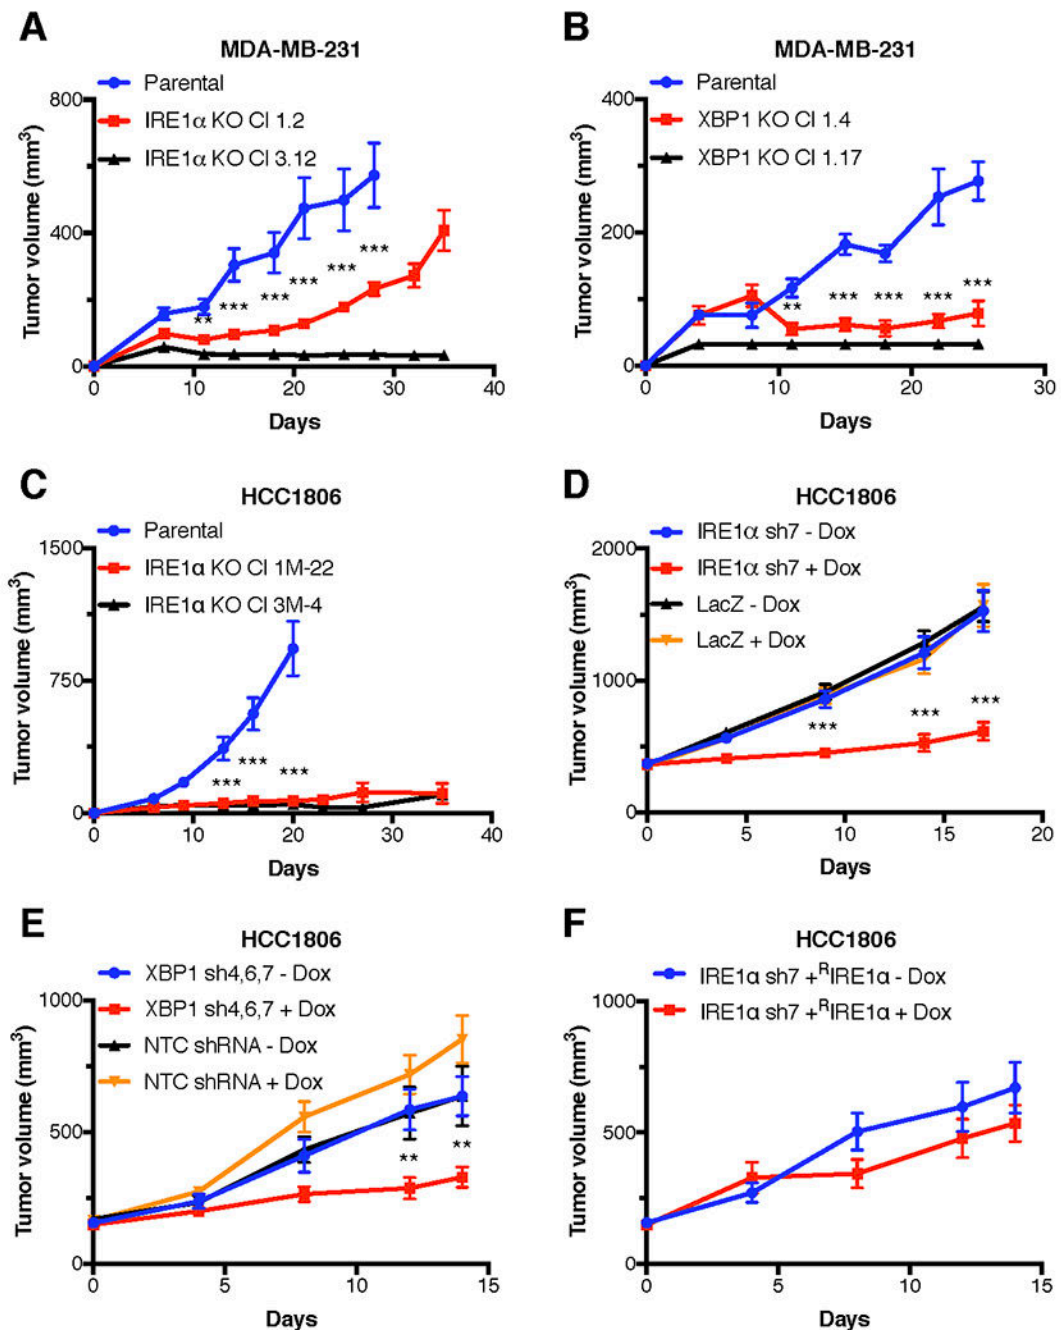 A
MDA-MB-231
Parental
IRE1α KO Cl 1.2
IRE1α KO Cl 3.12
Tumor volume (mm³)
800
400
0
0 10 20 30 40
**
***
***
***
***
***
Days
B
MDA-MB-231
Parental
XBP1 KO Cl 1.4
XBP1 KO Cl 1.17
Tumor volume (mm³)
400
200
0
0 10 20 30
**
***
***
***
***
Days
C
HCC1806
Parental
IRE1α KO Cl 1M-22
IRE1α KO Cl 3M-4
Tumor volume (mm³)
1500
750
0
0 10 20 30 40
***
***
***
Days
D
HCC1806
IRE1α sh7 - Dox
IRE1α sh7 + Dox
LacZ - Dox
LacZ + Dox
Tumor volume (mm³)
2000
1000
0
0 5 10 15 20
***
***
***
Days
E
HCC1806
XBP1 sh4,6,7 - Dox
XBP1 sh4,6,7 + Dox
NTC shRNA - Dox
NTC shRNA + Dox
Tumor volume (mm³)
1000
500
0
0 5 10 15
**
**
Days
F
HCC1806
IRE1α sh7 +ᴿIRE1α - Dox
IRE1α sh7 +ᴿIRE1α + Dox
Tumor volume (mm³)
1000
500
0
0 5 10 15
Days